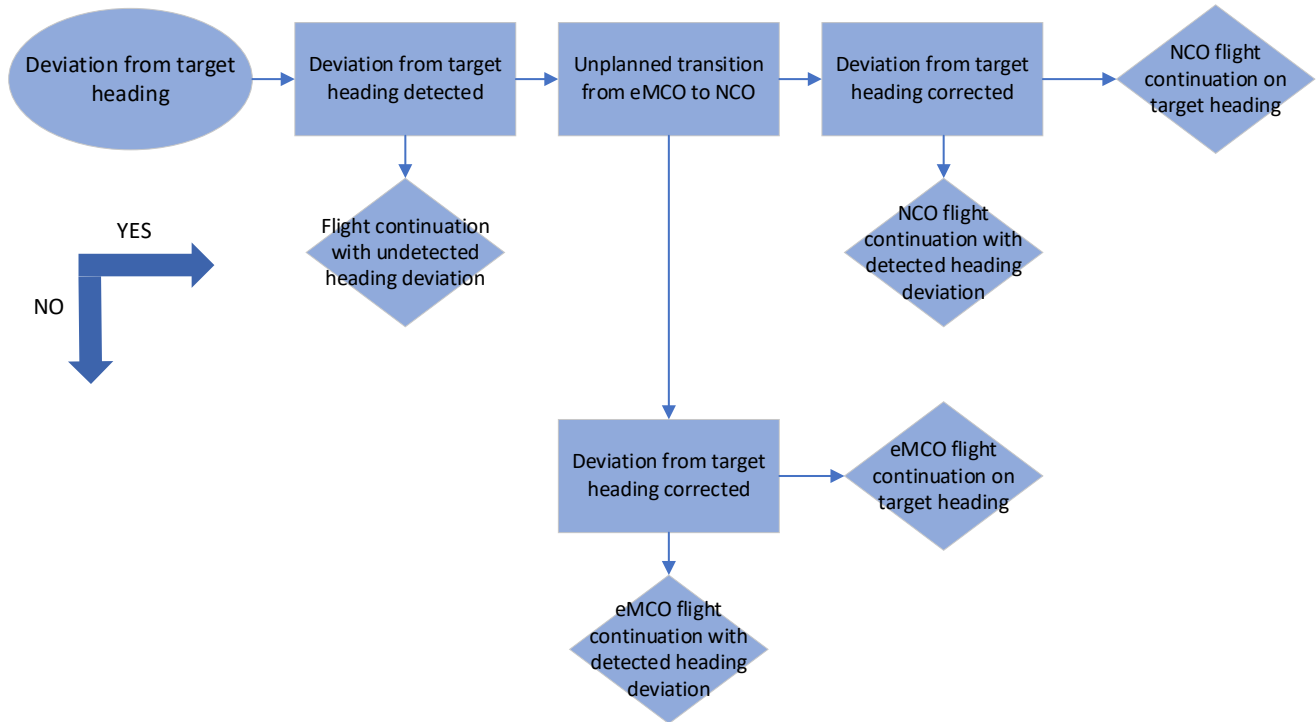 Deviation from target
heading
Deviation from target
heading detected
Unplanned transition
from eMCO to NCO
Deviation from target
heading corrected
NCO flight
continuation on
target heading
YES
NO
Flight continuation
with undetected
heading deviation
NCO flight
continuation with
detected heading
deviation
Deviation from target
heading corrected
eMCO flight
continuation on
target heading
eMCO flight
continuation with
detected heading
deviation